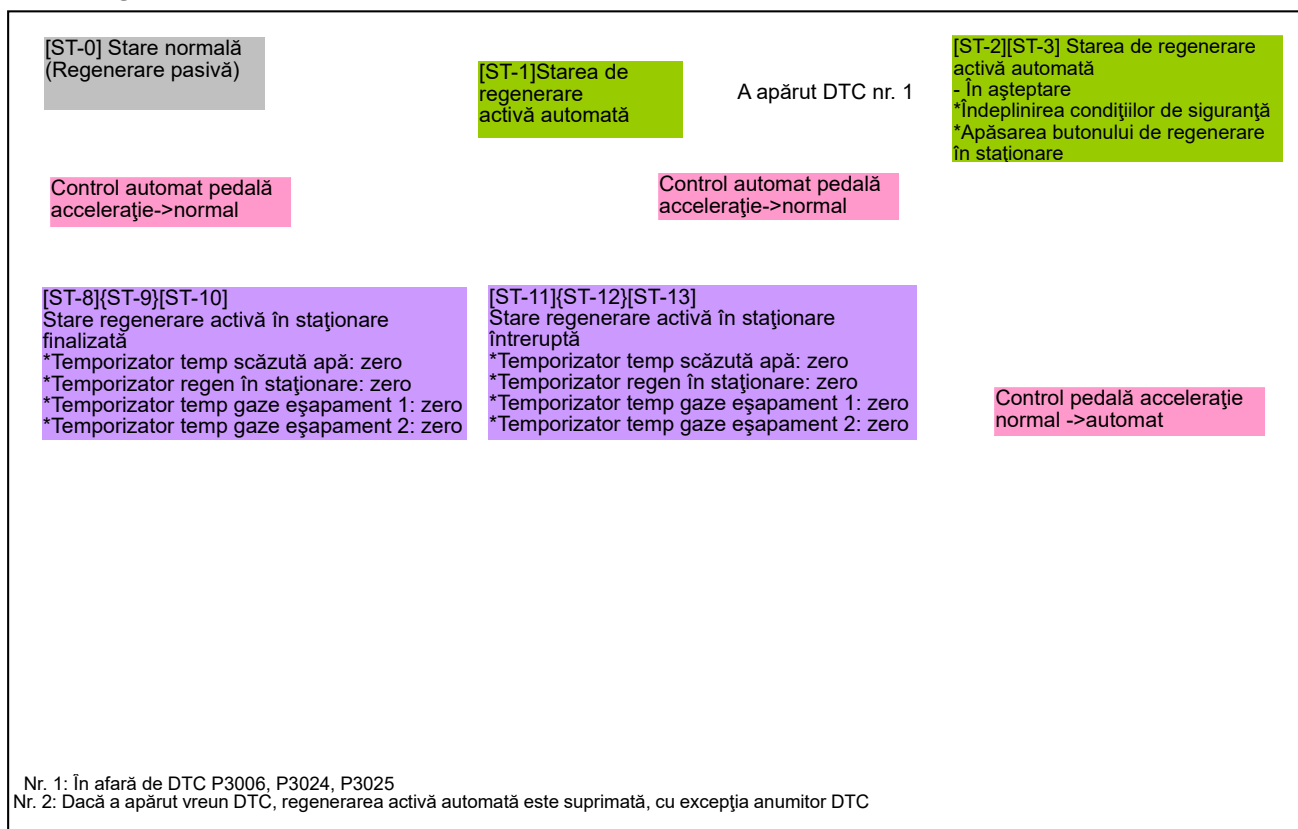 [ST-0] Stare normală
(Regenerare pasivă)
[ST-1]Starea de
regenerare
activă automată
A apărut DTC nr. 1
[ST-2][ST-3] Starea de regenerare
activă automată
- În aşteptare
*Îndeplinirea condiţiilor de siguranţă
*Apăsarea butonului de regenerare
în staţionare
Control automat pedală
acceleraţie->normal
Control automat pedală
acceleraţie->normal
[ST-8]{ST-9}[ST-10]
Stare regenerare activă în staţionare
finalizată
*Temporizator temp scăzută apă: zero
*Temporizator regen în staţionare: zero
*Temporizator temp gaze eşapament 1: zero
*Temporizator temp gaze eşapament 2: zero
[ST-11]{ST-12}[ST-13]
Stare regenerare activă în staţionare
întreruptă
*Temporizator temp scăzută apă: zero
*Temporizator regen în staţionare: zero
*Temporizator temp gaze eşapament 1: zero
*Temporizator temp gaze eşapament 2: zero
Control pedală acceleraţie
normal ->automat
Nr. 1: În afară de DTC P3006, P3024, P3025
Nr. 2: Dacă a apărut vreun DTC, regenerarea activă automată este suprimată, cu excepţia anumitor DTC